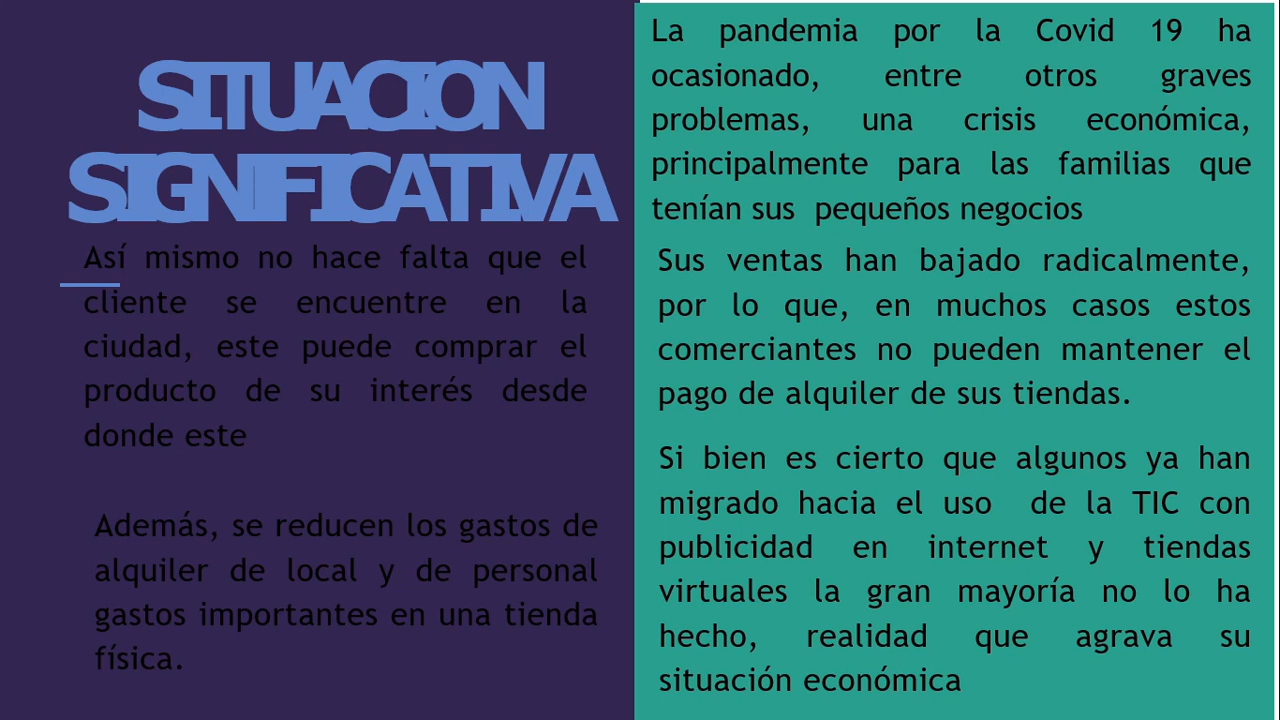 SITUACION
SIGNIFICATIVA
Así mismo no hace falta que el
cliente se encuentre en la
ciudad, este puede comprar el
producto de su interés desde
donde este
Además, se reducen los gastos de
alquiler de local y de personal
gastos importantes en una tienda
física.
La pandemia por la Covid 19 ha
ocasionado, entre otros graves
problemas, una crisis económica,
principalmente para las familias que
tenían sus pequeños negocios
Sus ventas han bajado radicalmente,
por lo que, en muchos casos estos
comerciantes no pueden mantener el
pago de alquiler de sus tiendas.
Si bien es cierto que algunos ya han
migrado hacia el uso de la TIC con
publicidad en internet y tiendas
virtuales la gran mayoría no lo ha
hecho, realidad que agrava su
situación económica